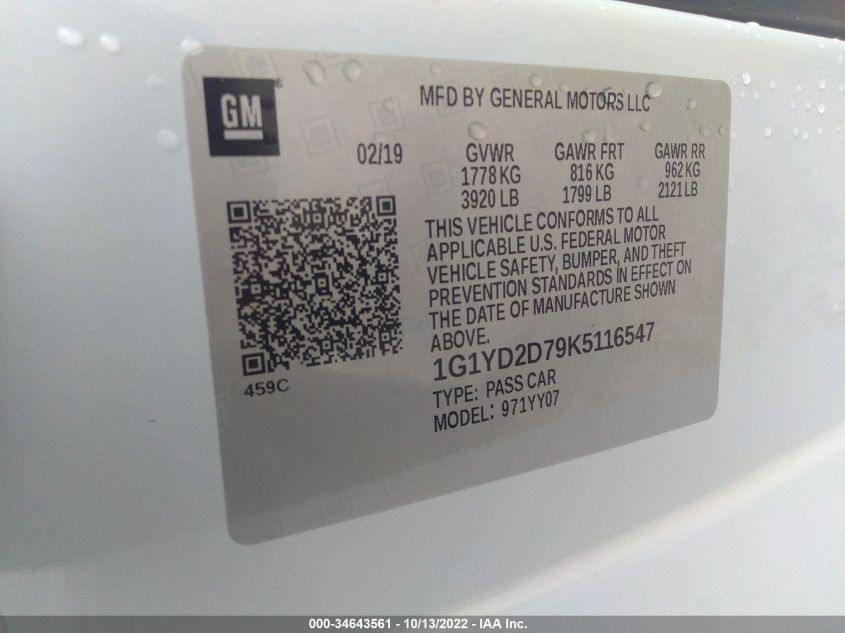 GM
MFD BY GENERAL MOTORS LLC
02/19
GVWR GAWR FRT GAWR RR
1778 KG 816 KG 962 KG
3920 LB 1799 LB 2121 LB
THIS VEHICLE CONFORMS TO ALL
APPLICABLE U.S. FEDERAL MOTOR
VEHICLE SAFETY, BUMPER, AND THEFT
PREVENTION STANDARDS IN EFFECT ON
THE DATE OF MANUFACTURE SHOWN
ABOVE.
1G1YD2D79K5116547
459C
TYPE: PASS CAR
MODEL: 971YY07
000-34643561 - 10/13/2022 - IAA Inc.